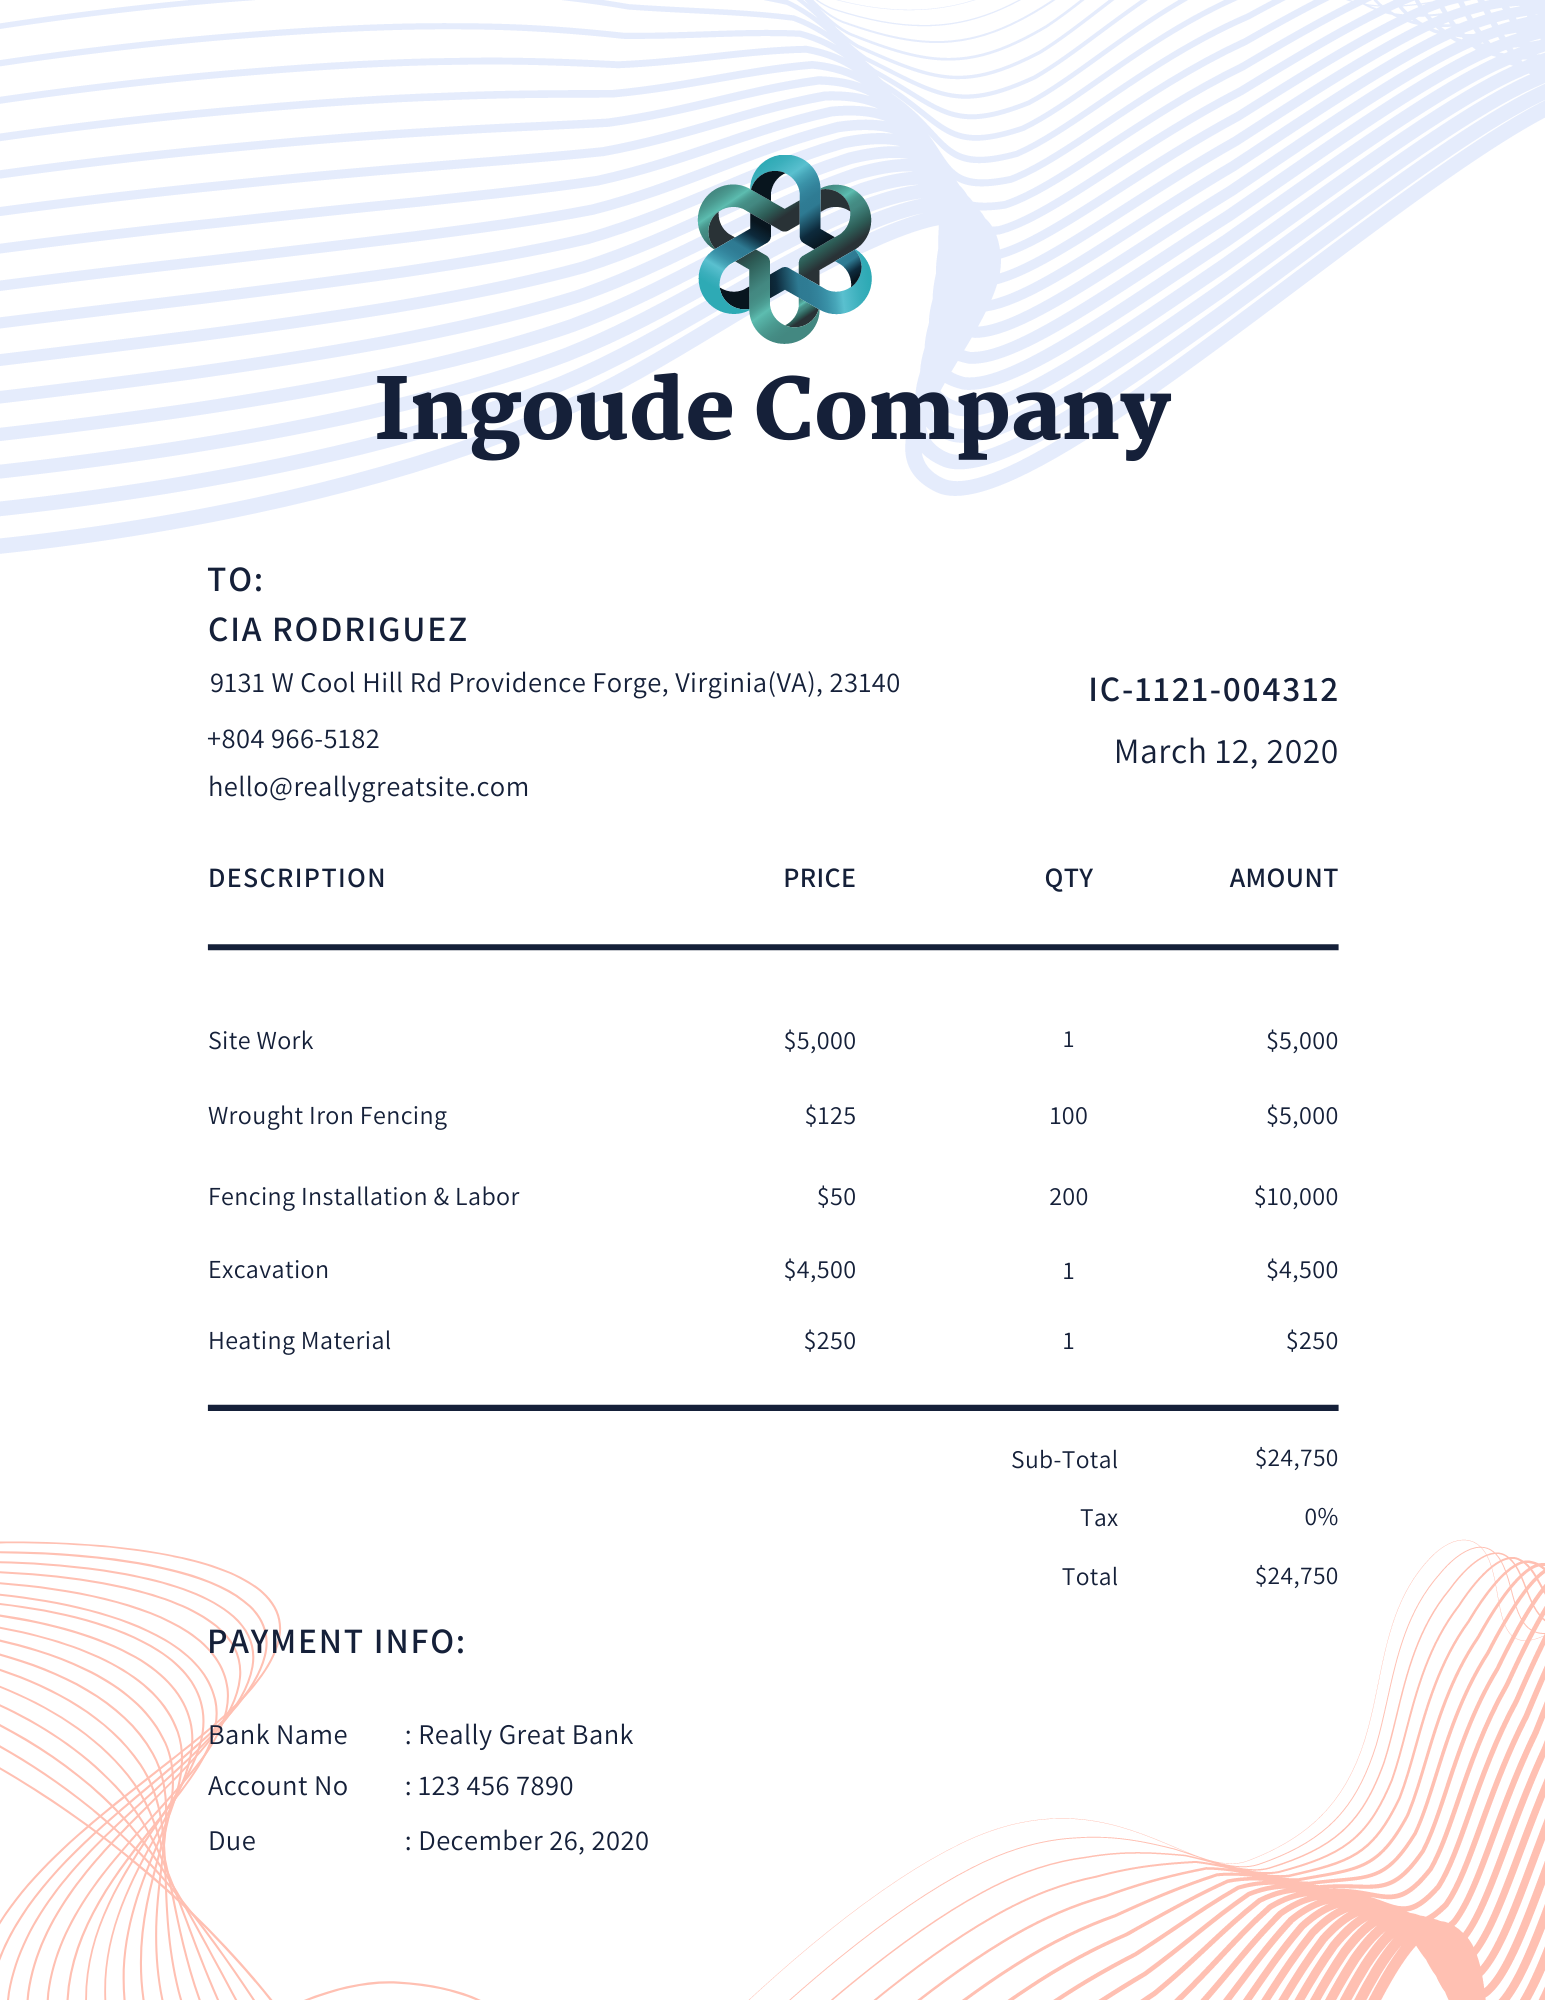 Ingoude Company
TO:
CIA RODRIGUEZ
9131 W Cool Hill Rd Providence Forge, Virginia(VA), 23140
+804 966-5182
hello@reallygreatsite.com
IC-1121-004312
March 12, 2020
DESCRIPTION PRICE QTY AMOUNT
Site Work $5,000 1 $5,000
Wrought Iron Fencing $125 100 $5,000
Fencing Installation & Labor $50 200 $10,000
Excavation $4,500 1 $4,500
Heating Material $250 1 $250
Sub-Total $24,750
Tax 0%
Total $24,750
PAYMENT INFO:
Bank Name : Really Great Bank
Account No : 123 456 7890
Due : December 26, 2020